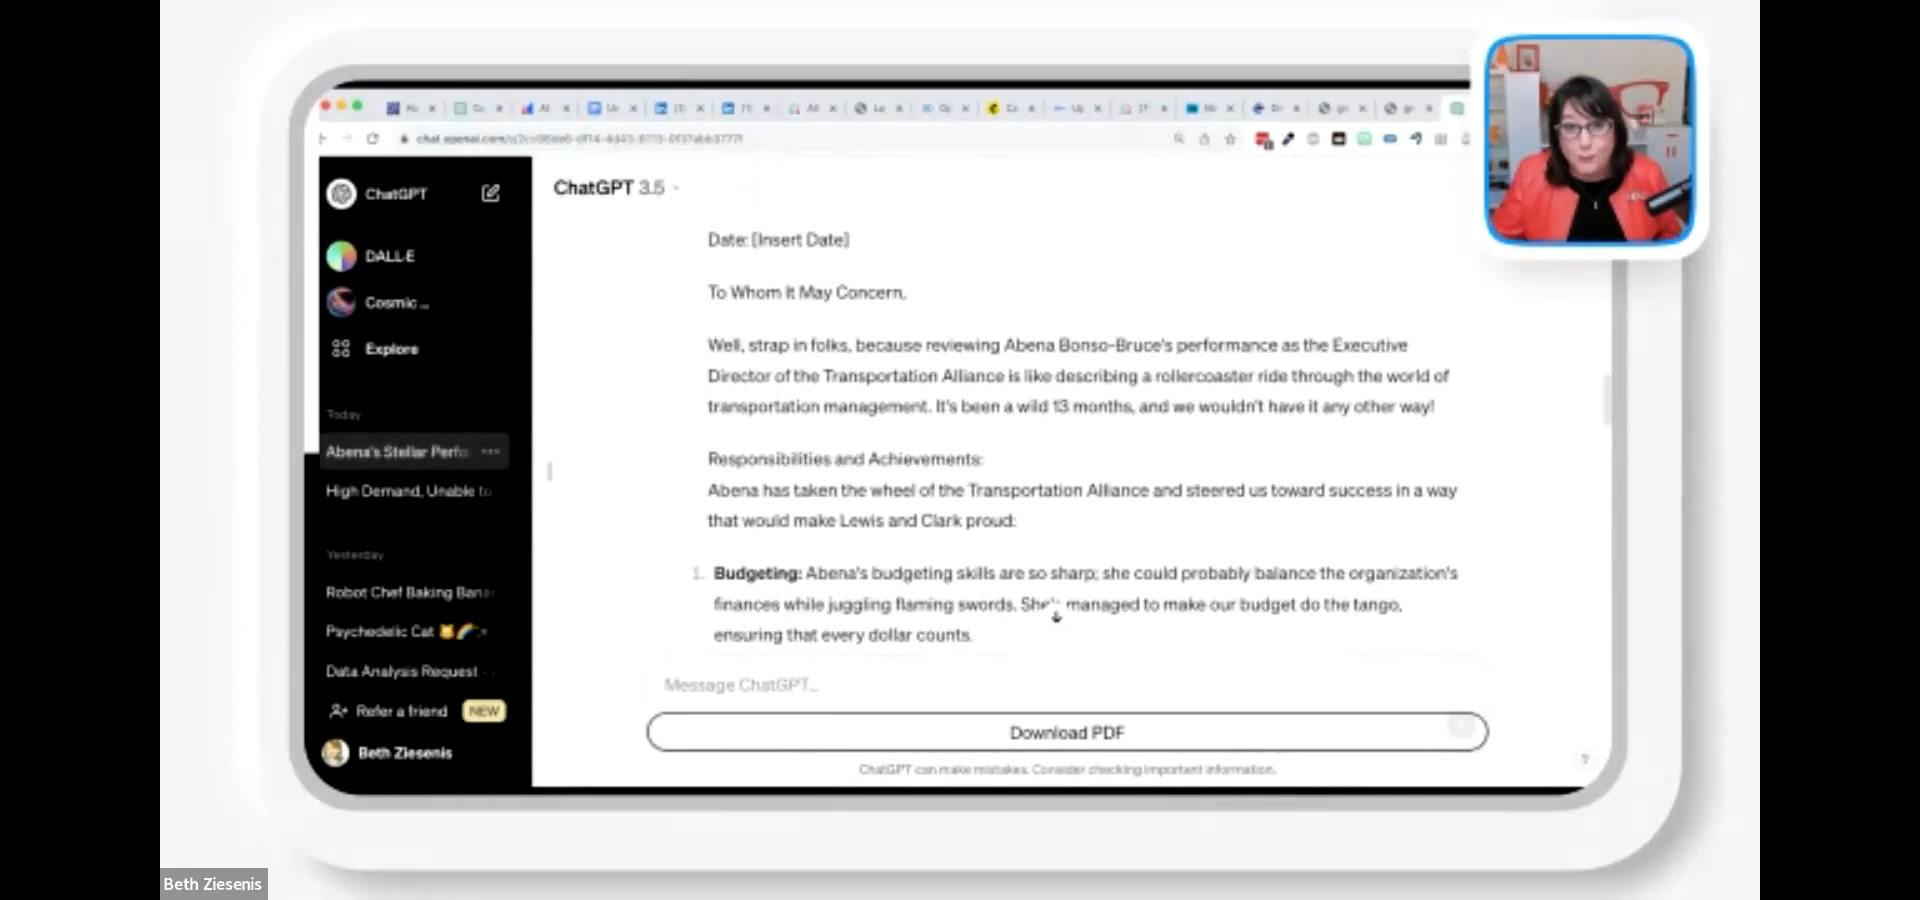 chat.openai.com
ChatGPT
DALL·E
Cosmic ...
Explore
Today
Abena's Stellar Perfo
High Demand, Unable to
Yesterday
Robot Chef Baking Bana
Psychedelic Cat 😺🌈
Data Analysis Request
Refer a friend NEW
Beth Ziesenis
ChatGPT 3.5
Date: [Insert Date]
To Whom It May Concern,
Well, strap in folks, because reviewing Abena Bonso-Bruce's performance as the Executive
Director of the Transportation Alliance is like describing a rollercoaster ride through the world of
transportation management. It's been a wild 13 months, and we wouldn't have it any other way!
Responsibilities and Achievements:
Abena has taken the wheel of the Transportation Alliance and steered us toward success in a way
that would make Lewis and Clark proud:
1. Budgeting: Abena's budgeting skills are so sharp; she could probably balance the organization's
finances while juggling flaming swords. She's managed to make our budget do the tango,
ensuring that every dollar counts.
Message ChatGPT...
Download PDF
ChatGPT can make mistakes. Consider checking important information.
?
Beth Ziesenis